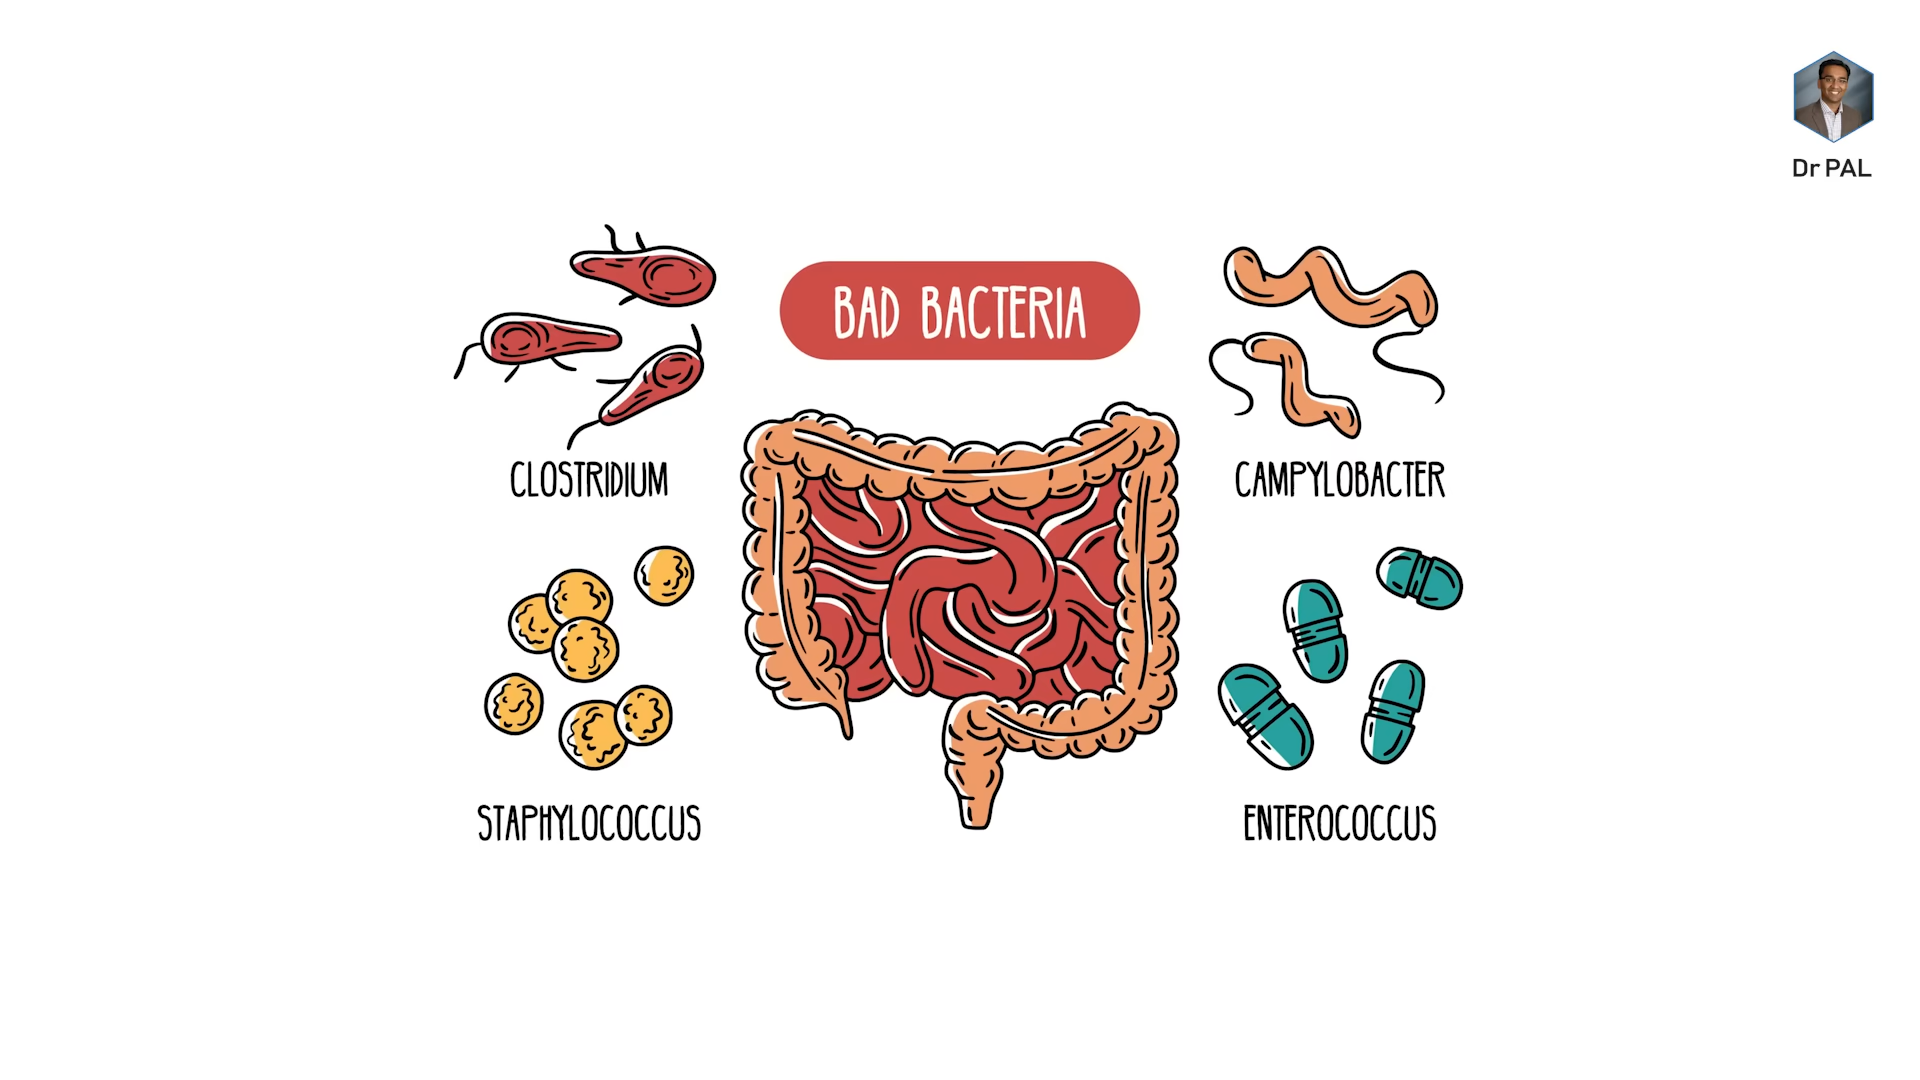 Dr PAL
BAD BACTERIA
CLOSTRIDIUM
CAMPYLOBACTER
STAPHYLOCOCCUS
ENTEROCOCCUS